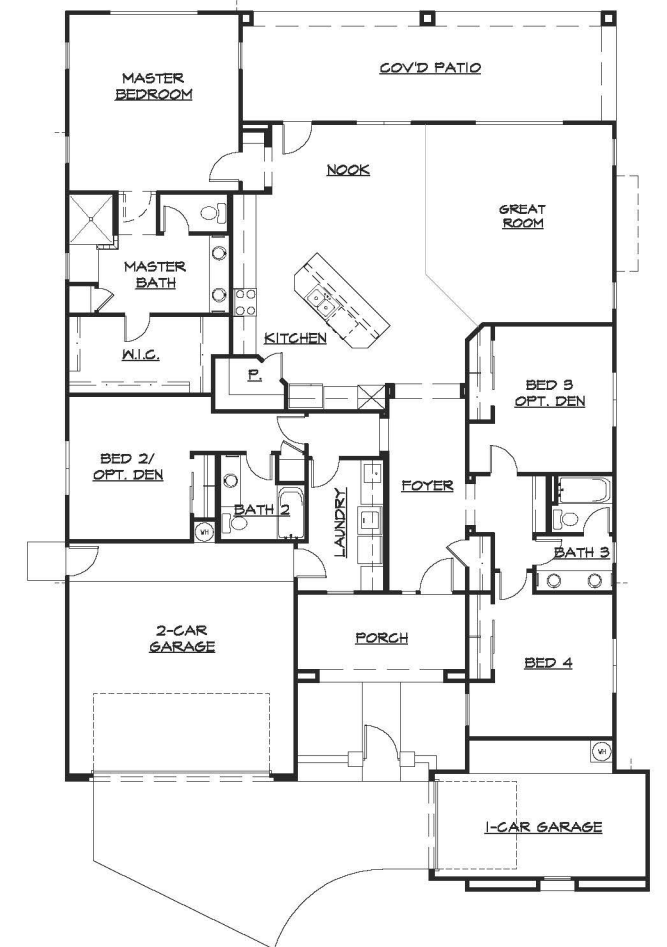 COV'D PATIO
MASTER
BEDROOM
NOOK
GREAT
ROOM
MASTER
BATH
KITCHEN
W.I.C.
P.
BED 3
OPT. DEN
BED 2/
OPT. DEN
FOYER
LAUNDRY
BATH 2
WH
BATH 3
2-CAR
GARAGE
PORCH
BED 4
WH
1-CAR GARAGE